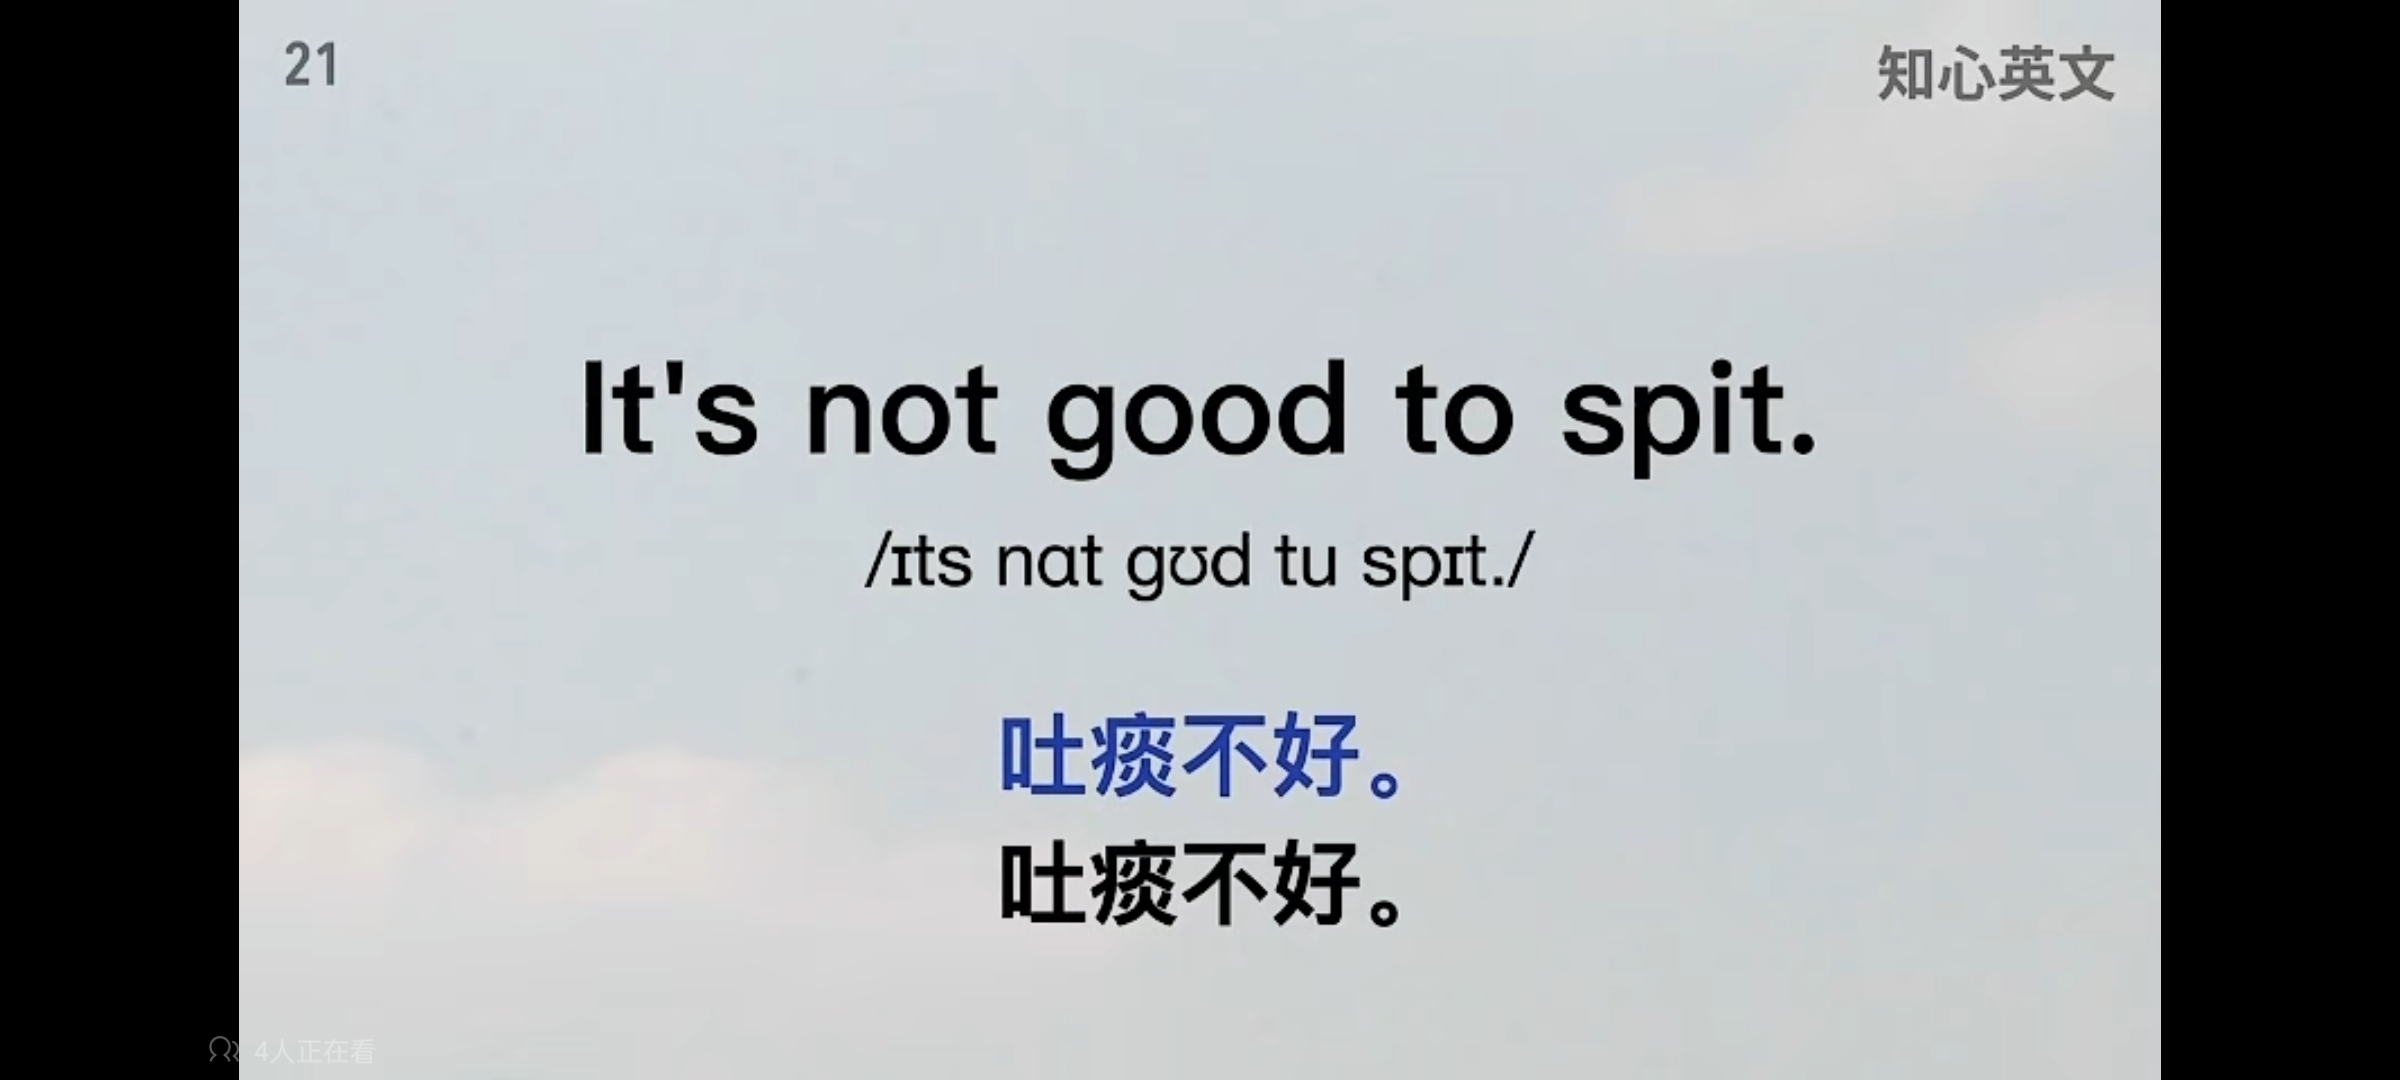 21
知心英文
It's not good to spit.
/ɪts nɑt gʊd tu spɪt./
吐痰不好。
吐痰不好。
4人正在看